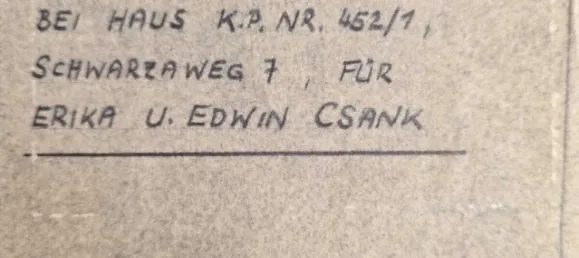 BEI HAUS K.P. NR. 452/1,
SCHWARZAWEG 7, FÜR
ERIKA U. EDWIN CSANK